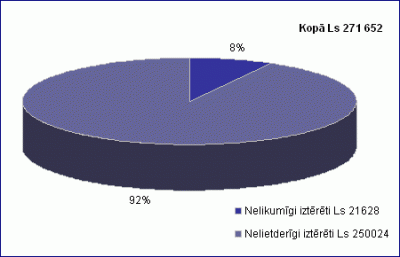 Kopā Ls 271 652
8%
92%
Nelikumīgi iztērēti Ls 21628
Nelietderīgi iztērēti Ls 250024